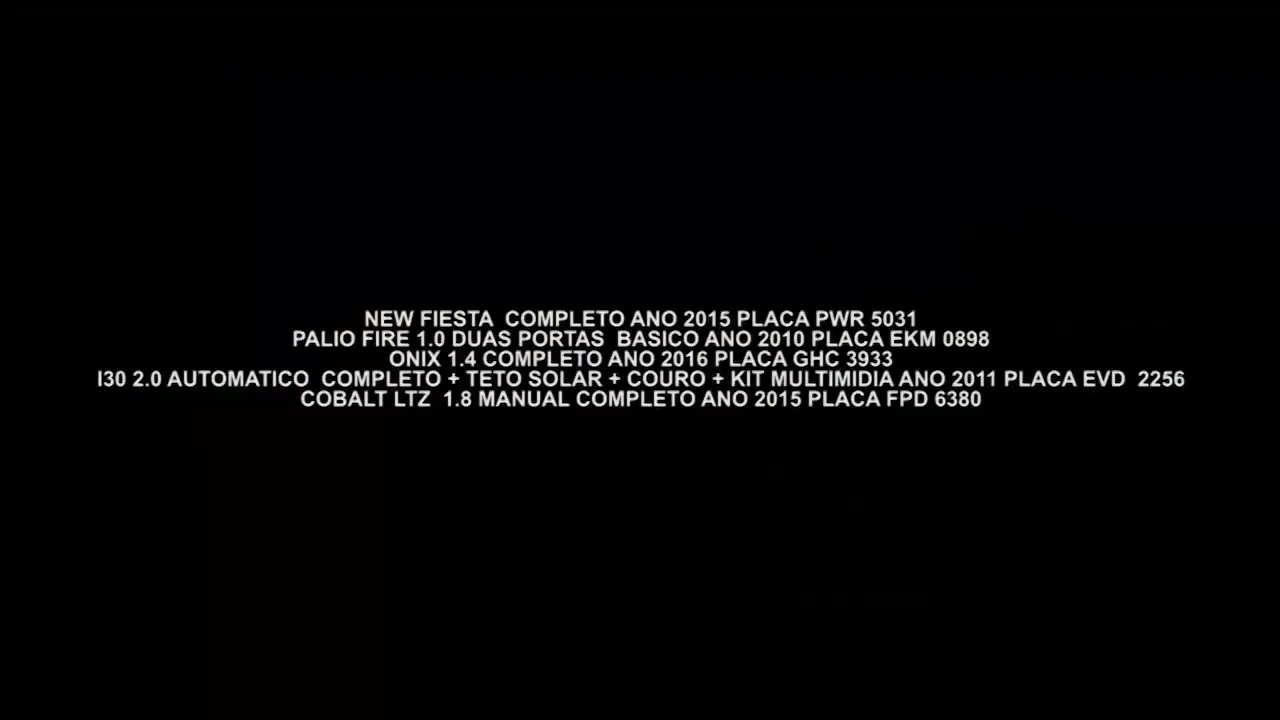 NEW FIESTA  COMPLETO ANO 2015 PLACA PWR 5031
PALIO FIRE 1.0 DUAS PORTAS  BASICO ANO 2010 PLACA EKM 0898
ONIX 1.4 COMPLETO ANO 2016 PLACA GHC 3933
I30 2.0 AUTOMATICO  COMPLETO + TETO SOLAR + COURO + KIT MULTIMIDIA ANO 2011 PLACA EVD  2256
COBALT LTZ  1.8 MANUAL COMPLETO ANO 2015 PLACA FPD 6380